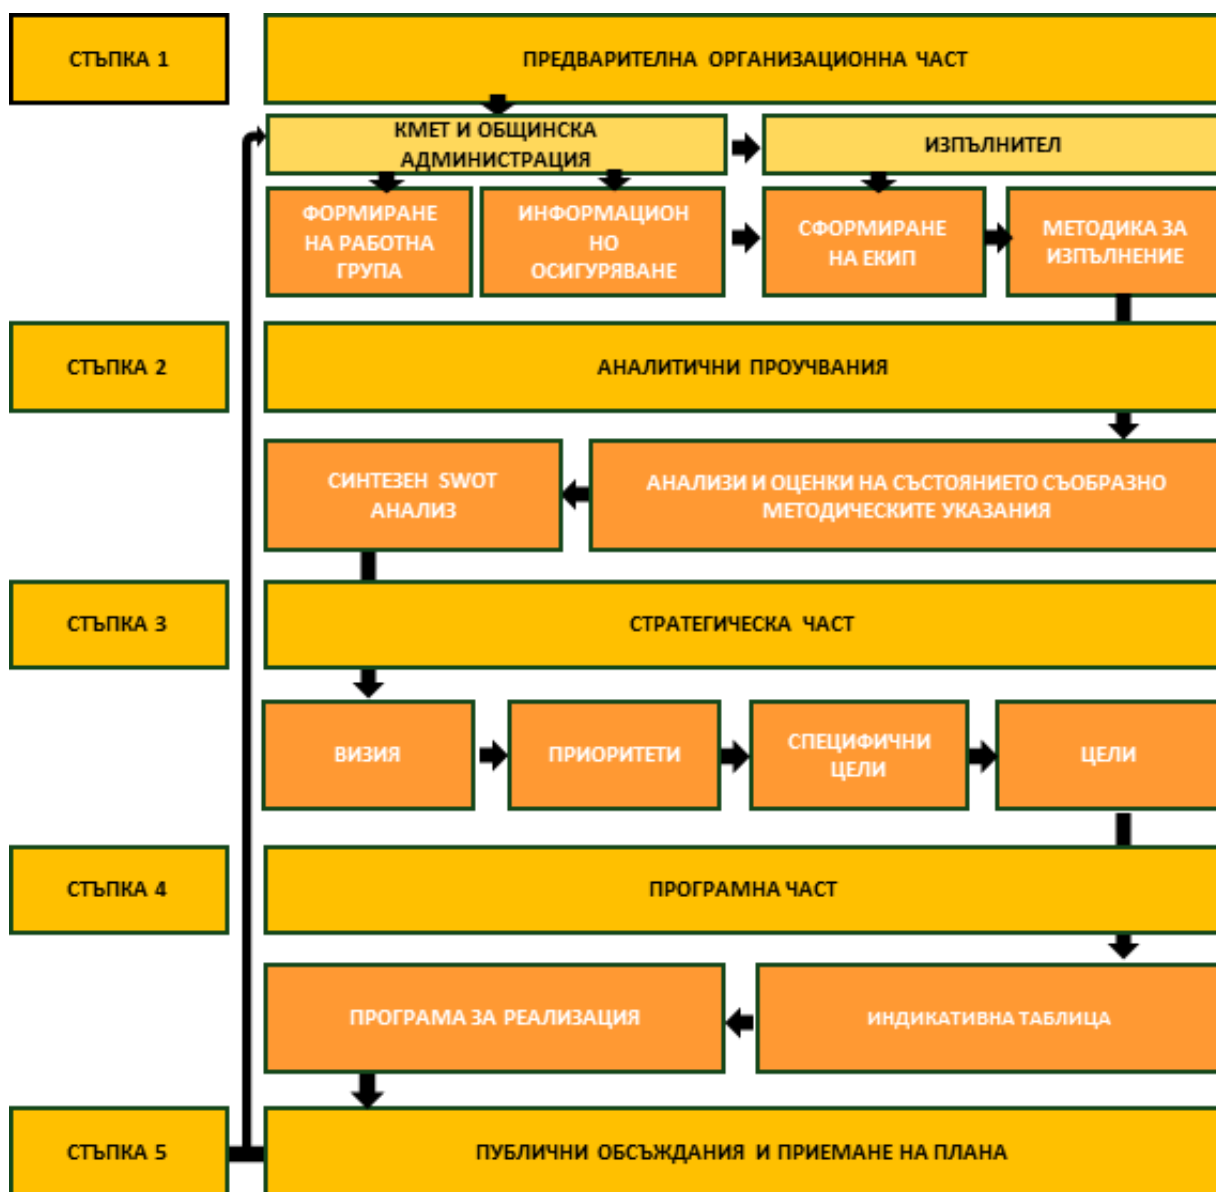 СТЪПКА 1
ПРЕДВАРИТЕЛНА ОРГАНИЗАЦИОННА ЧАСТ
КМЕТ И ОБЩИНСКА
АДМИНИСТРАЦИЯ
ИЗПЪЛНИТЕЛ
ФОРМИРАНЕ
НА РАБОТНА
ГРУПА
ИНФОРМАЦИОН
НО
ОСИГУРЯВАНЕ
СФОРМИРАНЕ
НА ЕКИП
МЕТОДИКА ЗА
ИЗПЪЛНЕНИЕ
СТЪПКА 2
АНАЛИТИЧНИ ПРОУЧВАНИЯ
СИНТЕЗЕН SWOT
АНАЛИЗ
АНАЛИЗИ И ОЦЕНКИ НА СЪСТОЯНИЕТО СЪОБРАЗНО
МЕТОДИЧЕСКИТЕ УКАЗАНИЯ
СТЪПКА 3
СТРАТЕГИЧЕСКА ЧАСТ
ВИЗИЯ
ПРИОРИТЕТИ
СПЕЦИФИЧНИ
ЦЕЛИ
ЦЕЛИ
СТЪПКА 4
ПРОГРАМНА ЧАСТ
ПРОГРАМА ЗА РЕАЛИЗАЦИЯ
ИНДИКАТИВНА ТАБЛИЦА
СТЪПКА 5
ПУБЛИЧНИ ОБСЪЖДАНИЯ И ПРИЕМАНЕ НА ПЛАНА